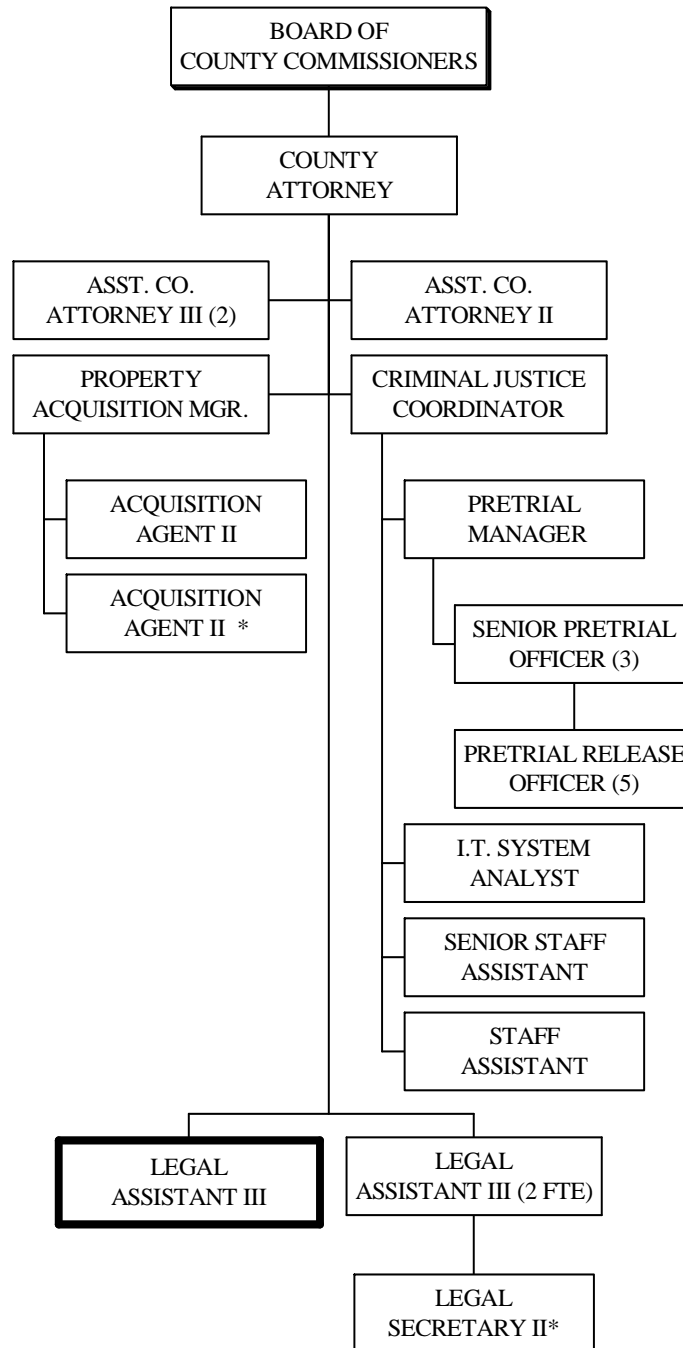 BOARD OF
COUNTY COMMISSIONERS
COUNTY
ATTORNEY
ASST. CO.
ATTORNEY III (2)
ASST. CO.
ATTORNEY II
PROPERTY
ACQUISITION MGR.
CRIMINAL JUSTICE
COORDINATOR
ACQUISITION
AGENT II
ACQUISITION
AGENT II *
PRETRIAL
MANAGER
SENIOR PRETRIAL
OFFICER (3)
PRETRIAL RELEASE
OFFICER (5)
I.T. SYSTEM
ANALYST
SENIOR STAFF
ASSISTANT
STAFF
ASSISTANT
LEGAL
ASSISTANT III
LEGAL
ASSISTANT III (2 FTE)
LEGAL
SECRETARY II*